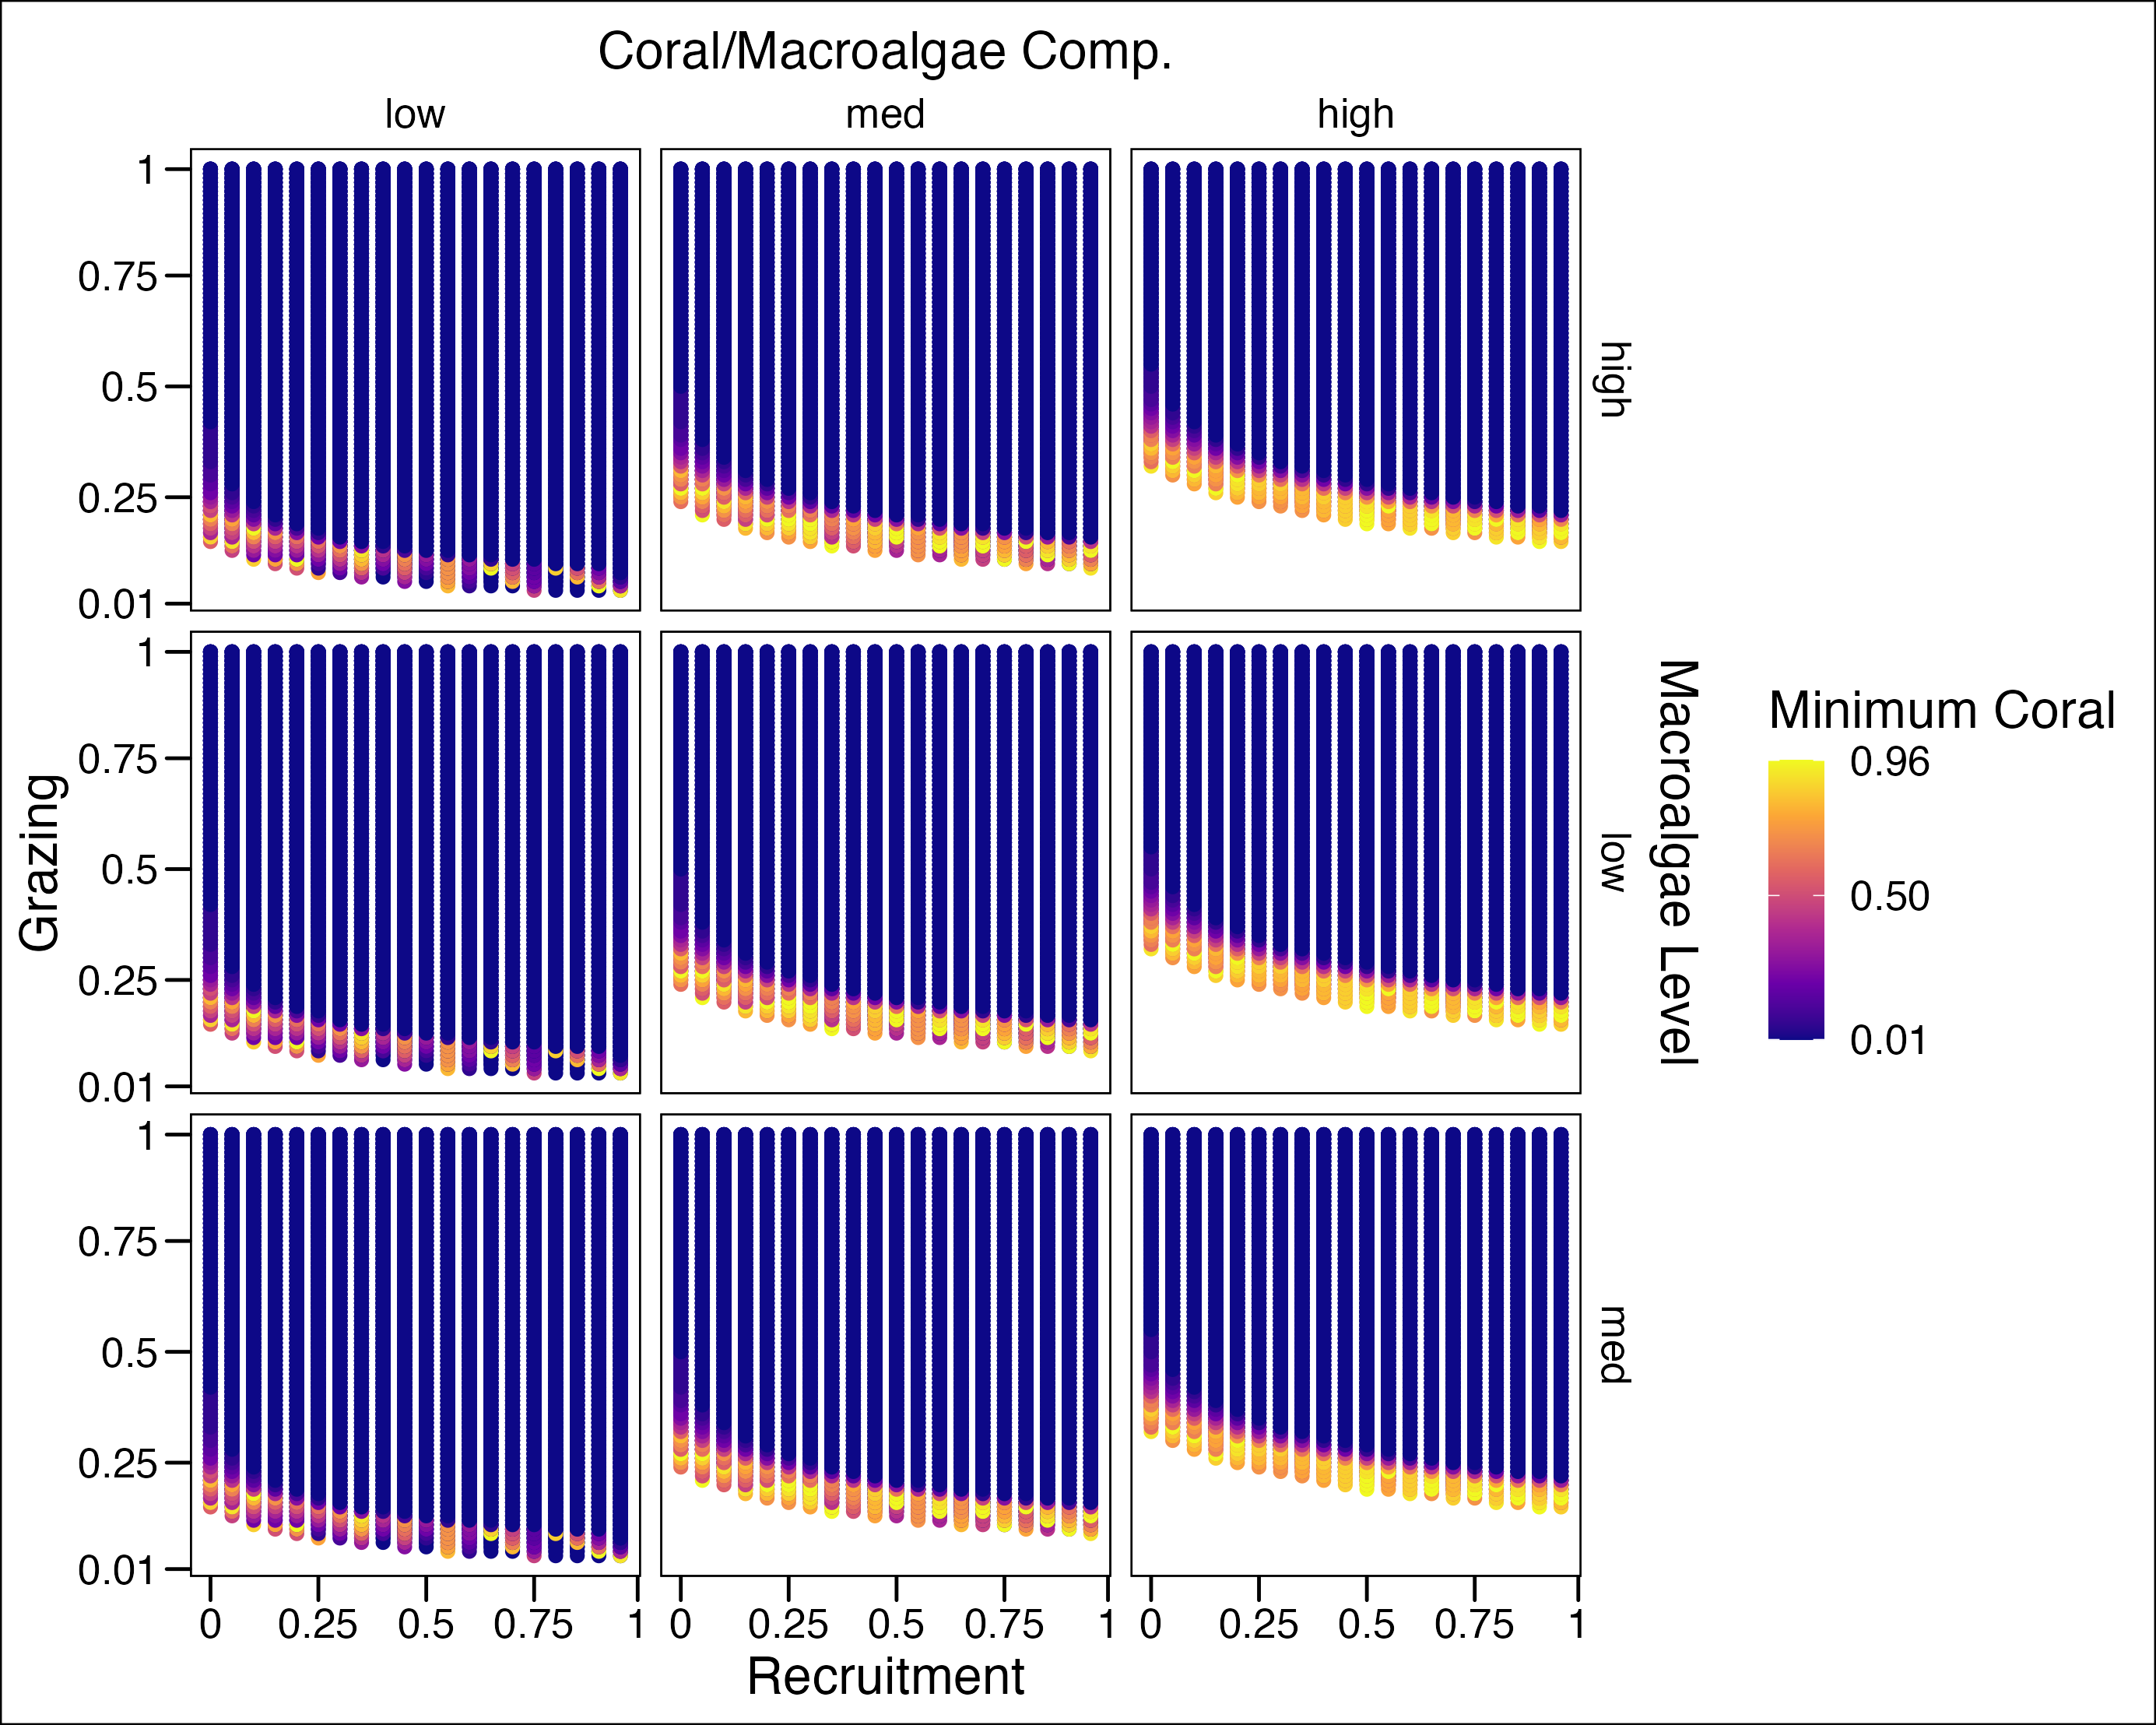 Coral/Macroalgae Comp.
low med high
1
0.75
0.5
0.25
0.01
high
1
0.75
0.5
0.25
0.01
low
1
0.75
0.5
0.25
0.01
med
Grazing
Macroalgae Level
Minimum Coral
0.96
0.50
0.01
0 0.25 0.5 0.75 1 0 0.25 0.5 0.75 1 0 0.25 0.5 0.75 1
Recruitment